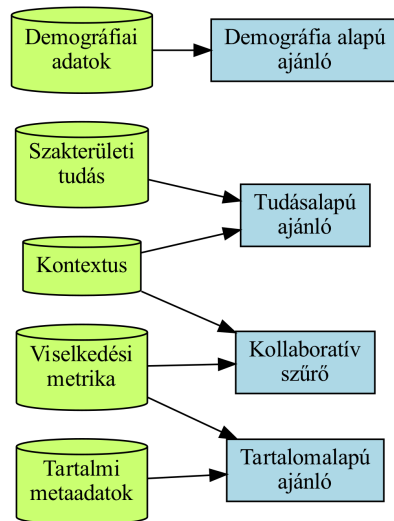 Demográfiai
adatok
Demográfia alapú
ajánló
Szakterületi
tudás
Tudásalapú
ajánló
Kontextus
Viselkedési
metrika
Kollaboratív
szűrő
Tartalmi
metaadatok
Tartalomalapú
ajánló